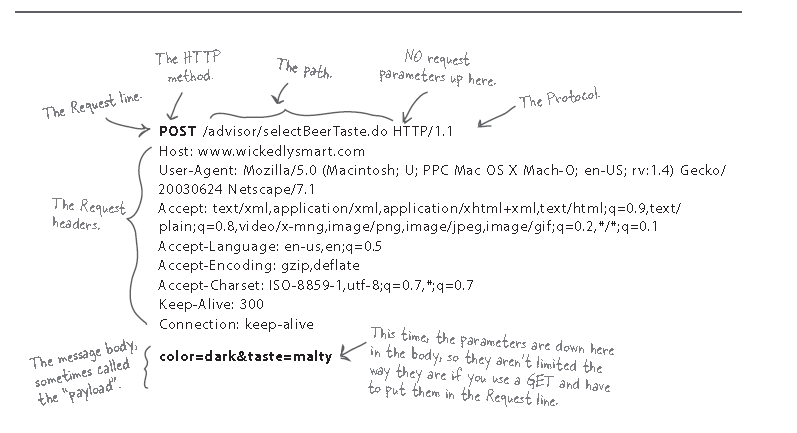 The HTTP
method.
The path.
NO request
parameters up here.
The Request line.
The Protocol.
POST /advisor/selectBeerTaste.do HTTP/1.1
Host: www.wickedlysmart.com
User-Agent: Mozilla/5.0 (Macintosh; U; PPC Mac OS X Mach-O; en-US; rv:1.4) Gecko/
20030624 Netscape/7.1
Accept: text/xml,application/xml,application/xhtml+xml,text/html;q=0.9,text/
plain;q=0.8,video/x-mng,image/png,image/jpeg,image/gif;q=0.2,*/*;q=0.1
Accept-Language: en-us,en;q=0.5
Accept-Encoding: gzip,deflate
Accept-Charset: ISO-8859-1,utf-8;q=0.7,*;q=0.7
Keep-Alive: 300
Connection: keep-alive
The Request
headers.
The message body,
sometimes called
the "payload".
color=dark&taste=malty
This time, the parameters are down here
in the body, so they aren't limited the
way they are if you use a GET and have
to put them in the Request line.